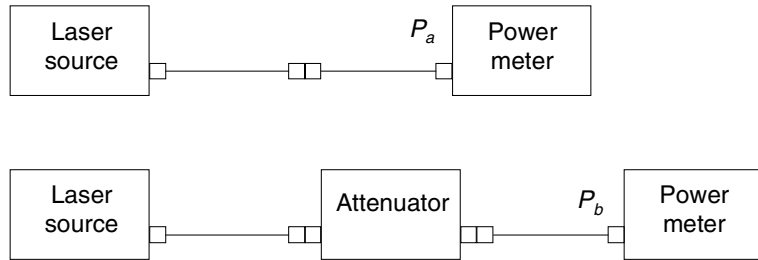 Laser
source
P_a
Power
meter
Laser
source
Attenuator
P_b
Power
meter